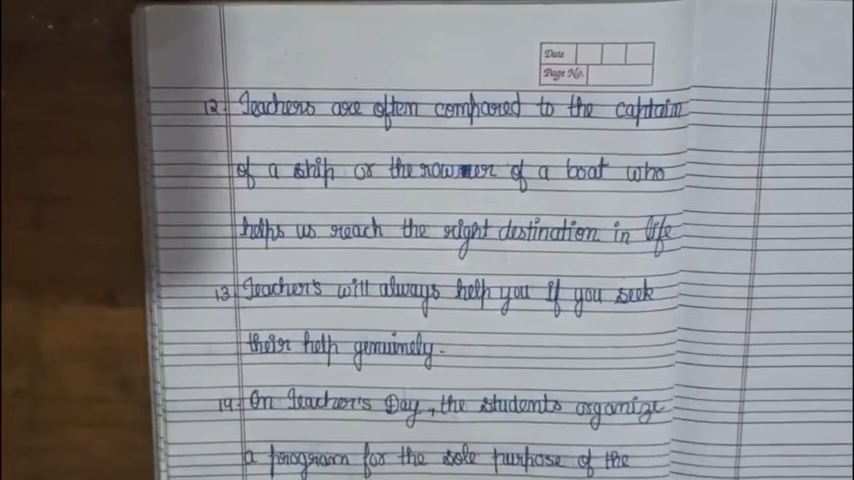 Date
Page No.
12. Teachers are often compared to the captain
of a ship or the rower of a boat who
helps us reach the right destination in life
13. Teacher's will always help you if you seek
their help genuinely.
14. On Teacher's Day, the students organize
a program for the sole purpose of the